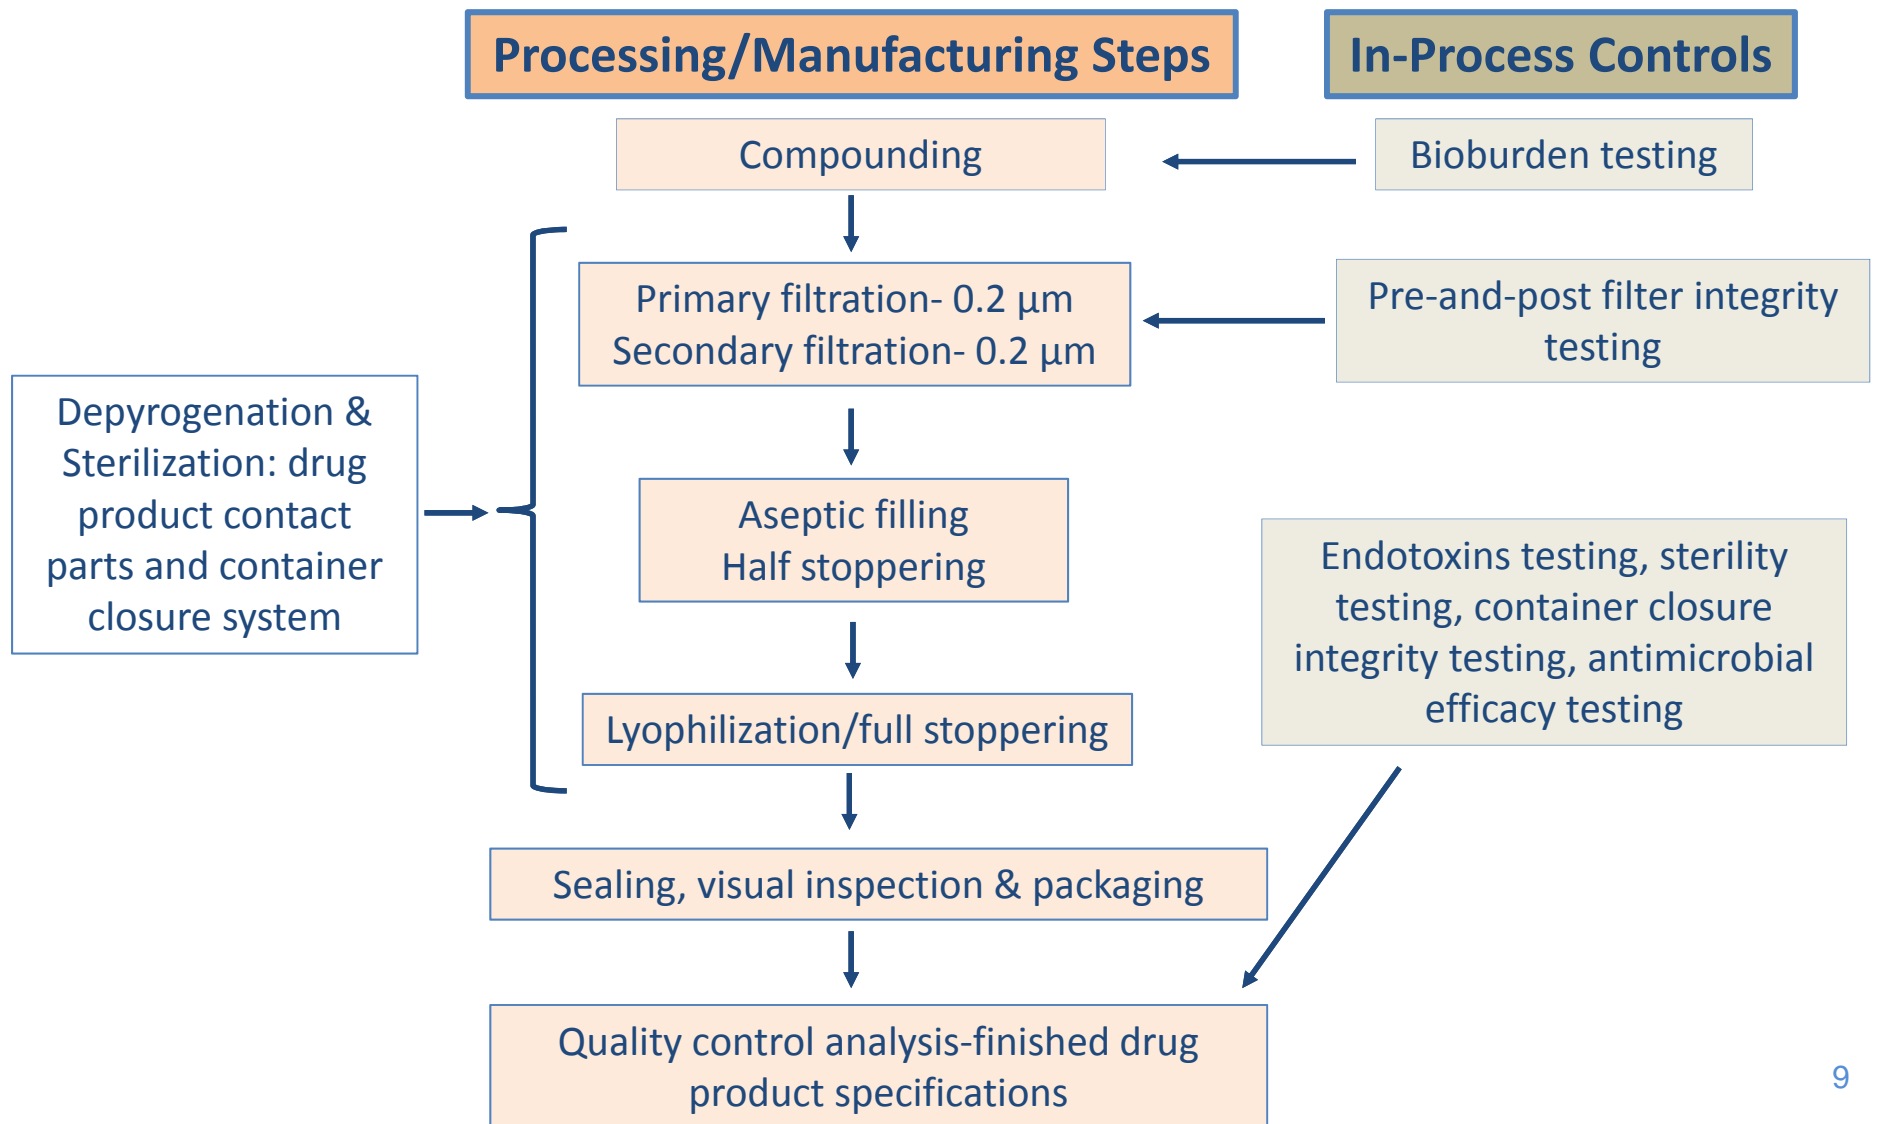 Processing/Manufacturing Steps
In-Process Controls
Compounding
Bioburden testing
Primary filtration- 0.2 µm
Secondary filtration- 0.2 µm
Pre-and-post filter integrity
testing
Depyrogenation &
Sterilization: drug
product contact
parts and container
closure system
Aseptic filling
Half stoppering
Endotoxins testing, sterility
testing, container closure
integrity testing, antimicrobial
efficacy testing
Lyophilization/full stoppering
Sealing, visual inspection & packaging
Quality control analysis-finished drug
product specifications
9